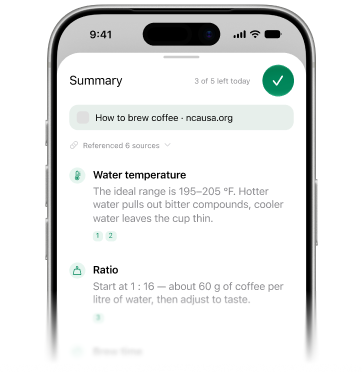 9:41
Summary
3 of 5 left today
How to brew coffee · ncausa.org
Referenced 6 sources
Water temperature
The ideal range is 195–205 °F. Hotter
water pulls out bitter compounds, cooler
water leaves the cup thin.
1 2
Ratio
Start at 1 : 16 — about 60 g of coffee per
litre of water, then adjust to taste.
3
Brew time